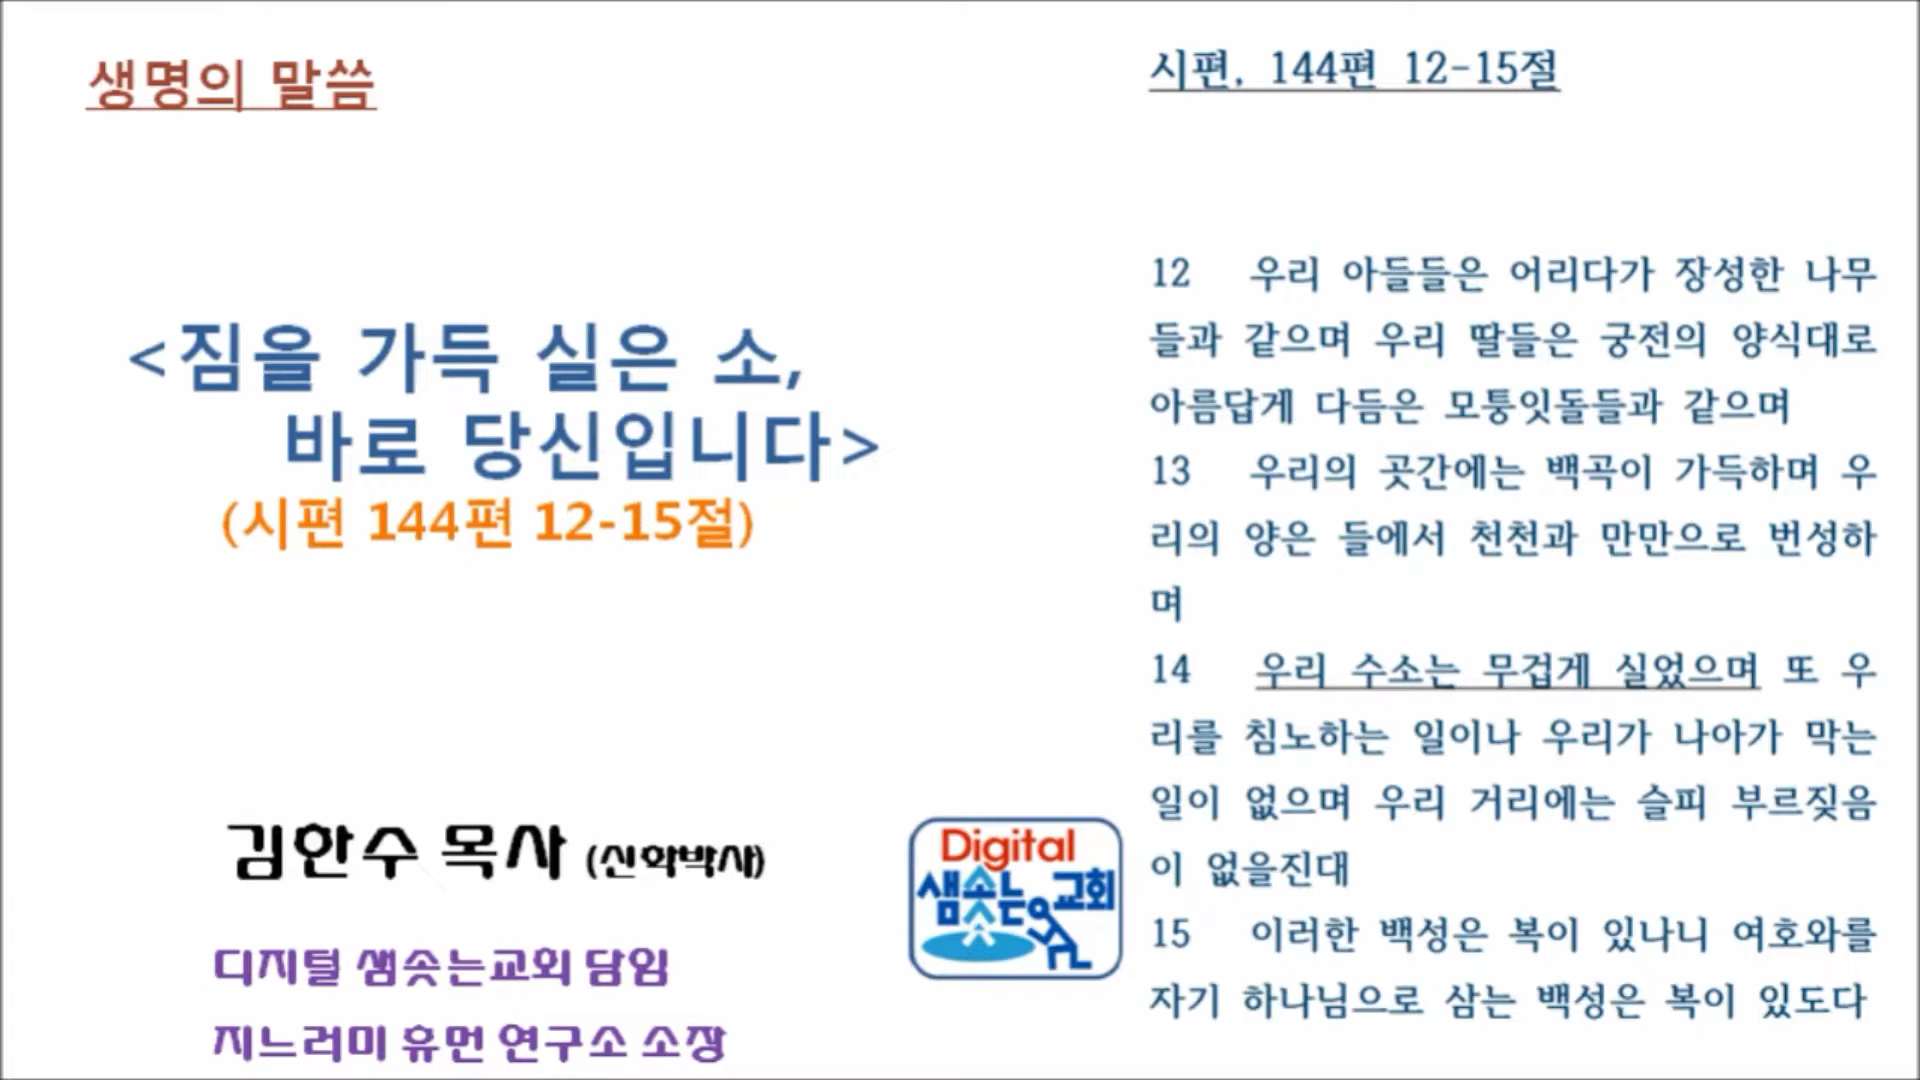 생명의 말씀
<짐을 가득 실은 소,
바로 당신입니다>
(시편 144편 12-15절)
김한수 목사 (신학박사)
디지털 샘솟는교회 담임
지느러미 휴먼 연구소 소장
Digital
샘솟는교회
시편, 144편 12-15절
12 우리 아들들은 어리다가 장성한 나무
들과 같으며 우리 딸들은 궁전의 양식대로
아름답게 다듬은 모퉁잇돌들과 같으며
13 우리의 곳간에는 백곡이 가득하며 우
리의 양은 들에서 천천과 만만으로 번성하
며
14 우리 수소는 무겁게 실었으며 또 우
리를 침노하는 일이나 우리가 나아가 막는
일이 없으며 우리 거리에는 슬피 부르짖음
이 없을진대
15 이러한 백성은 복이 있나니 여호와를
자기 하나님으로 삼는 백성은 복이 있도다